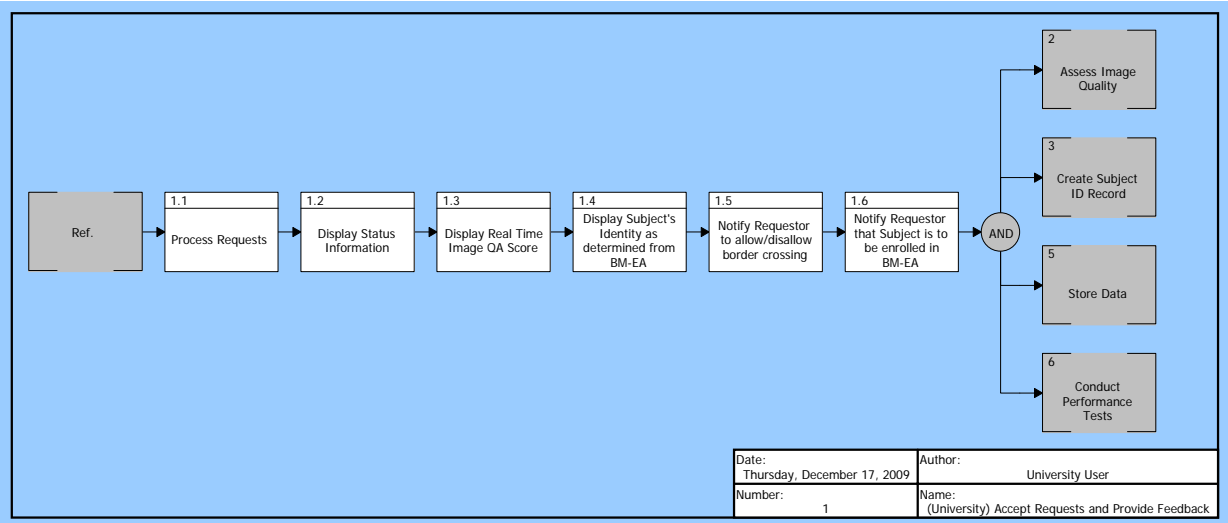 Ref.
1.1
Process Requests
1.2
Display Status
Information
1.3
Display Real Time
Image QA Score
1.4
Display Subject's
Identity as
determined from
BM-EA
1.5
Notify Requestor
to allow/disallow
border crossing
1.6
Notify Requestor
that Subject is to
be enrolled in
BM-EA
AND
2
Assess Image
Quality
3
Create Subject
ID Record
5
Store Data
6
Conduct
Performance
Tests
Date:
Thursday, December 17, 2009
Author:
University User
Number:
1
Name:
(University) Accept Requests and Provide Feedback